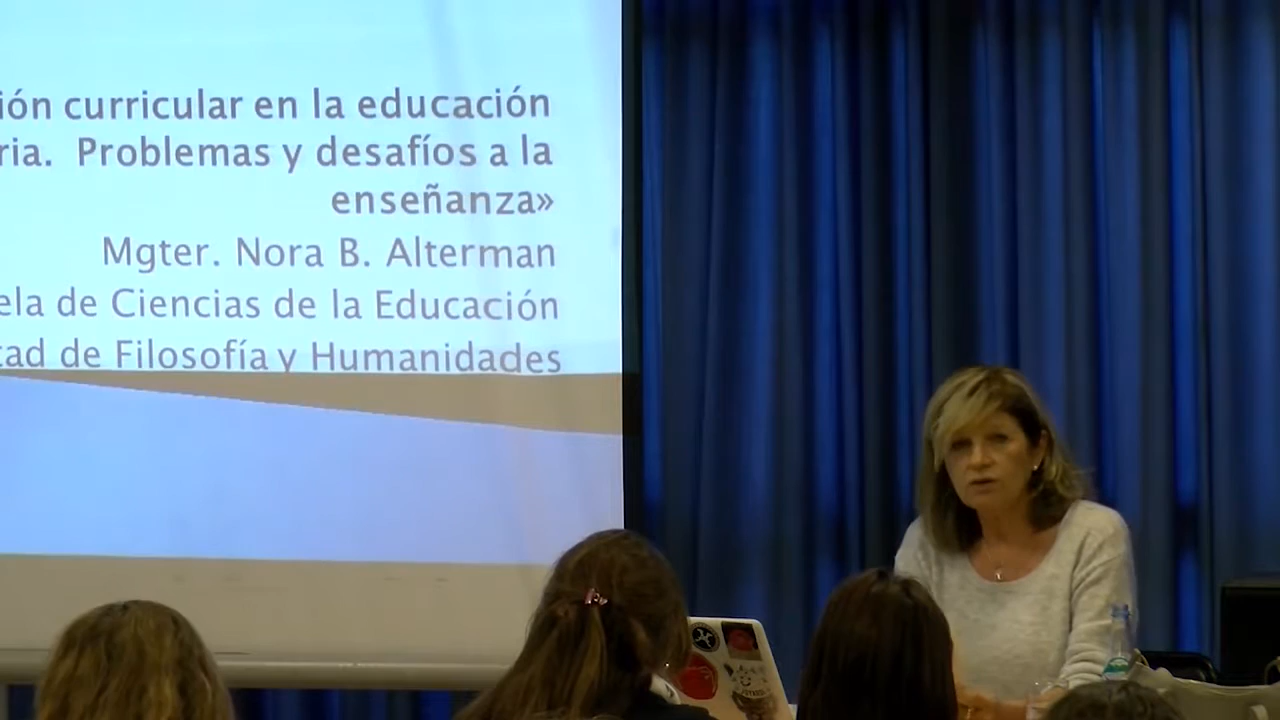 ión curricular en la educación
ria. Problemas y desafíos a la
enseñanza»
Mgter. Nora B. Alterman
ela de Ciencias de la Educación
tad de Filosofía y Humanidades